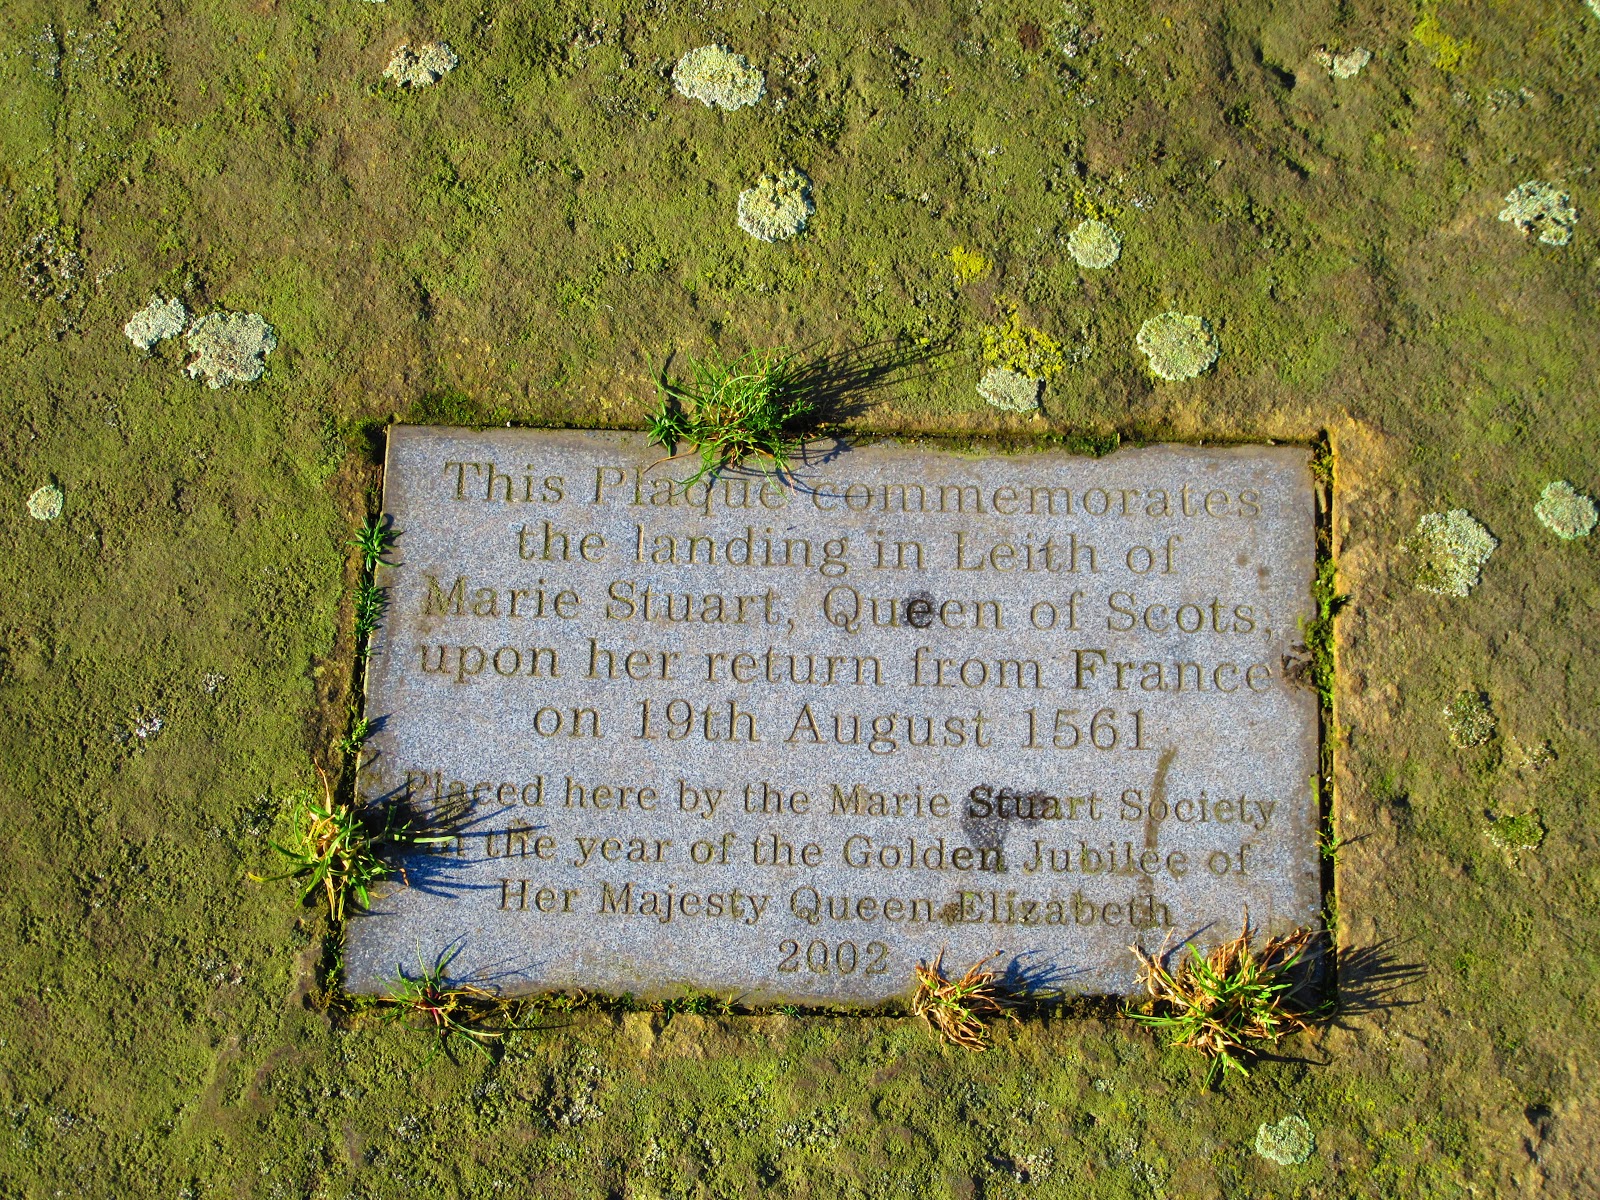 This Plaque commemorates
the landing in Leith of
Marie Stuart, Queen of Scots,
upon her return from France
on 19th August 1561
Placed here by the Marie Stuart Society
in the year of the Golden Jubilee of
Her Majesty Queen Elizabeth
2002